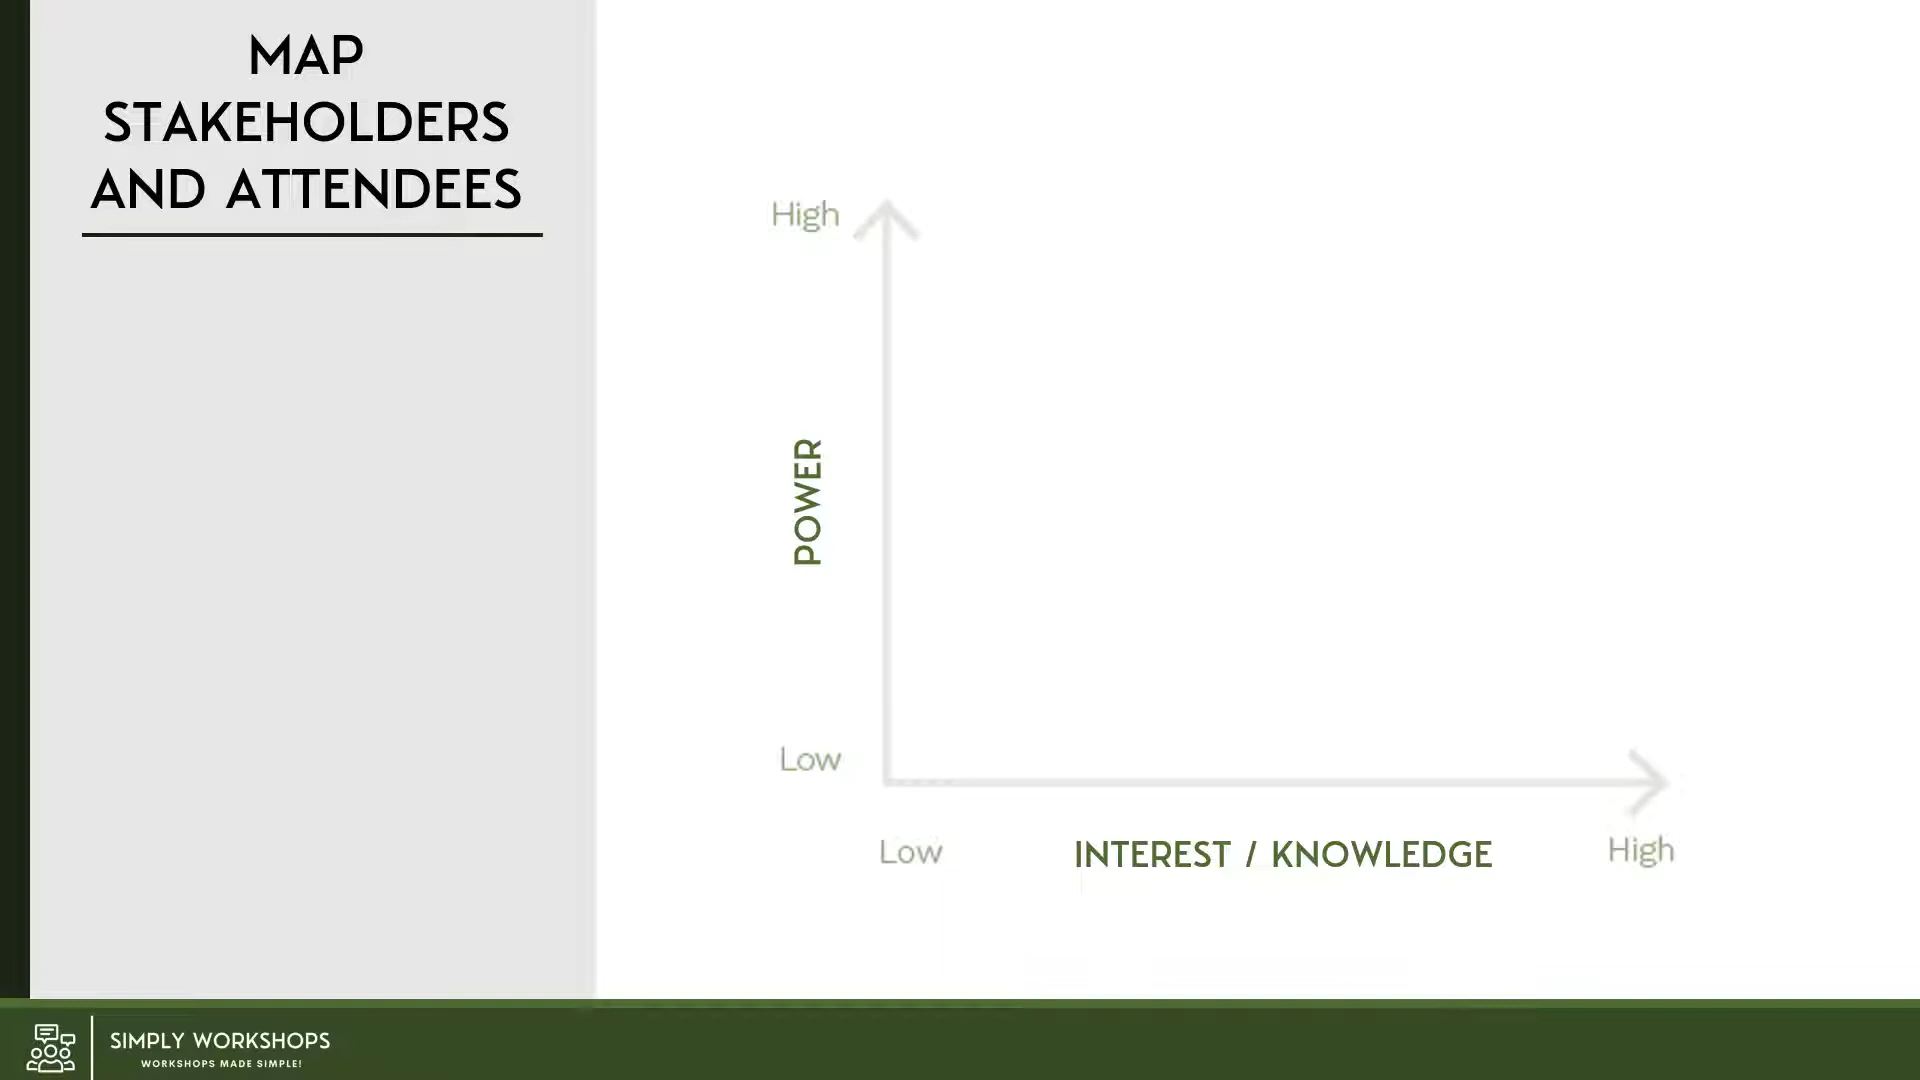 MAP
STAKEHOLDERS
AND ATTENDEES
High
POWER
Low
Low
INTEREST / KNOWLEDGE
High
SIMPLY WORKSHOPS
WORKSHOPS MADE SIMPLE!